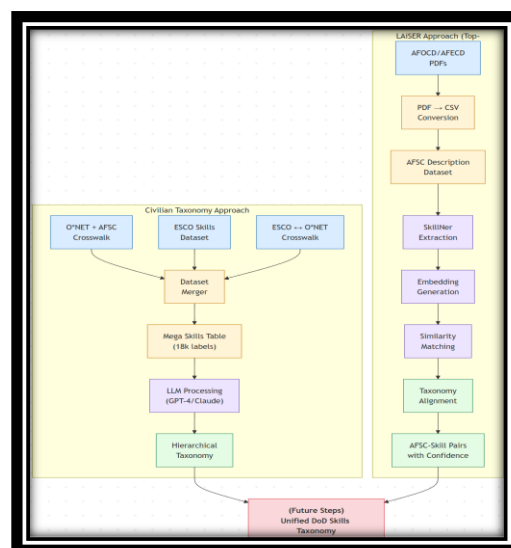 LAISER Approach (Top-
AFOCD/AFECD
PDFs
PDF → CSV
Conversion
AFSC Description
Dataset
SkillNer
Extraction
Embedding
Generation
Similarity
Matching
Taxonomy
Alignment
AFSC-Skill Pairs
with Confidence
Civilian Taxonomy Approach
O*NET + AFSC
Crosswalk
ESCO Skills
Dataset
ESCO ↔ O*NET
Crosswalk
Dataset
Merger
Mega Skills Table
(18k labels)
LLM Processing
(GPT-4/Claude)
Hierarchical
Taxonomy
(Future Steps)
Unified DoD Skills
Taxonomy